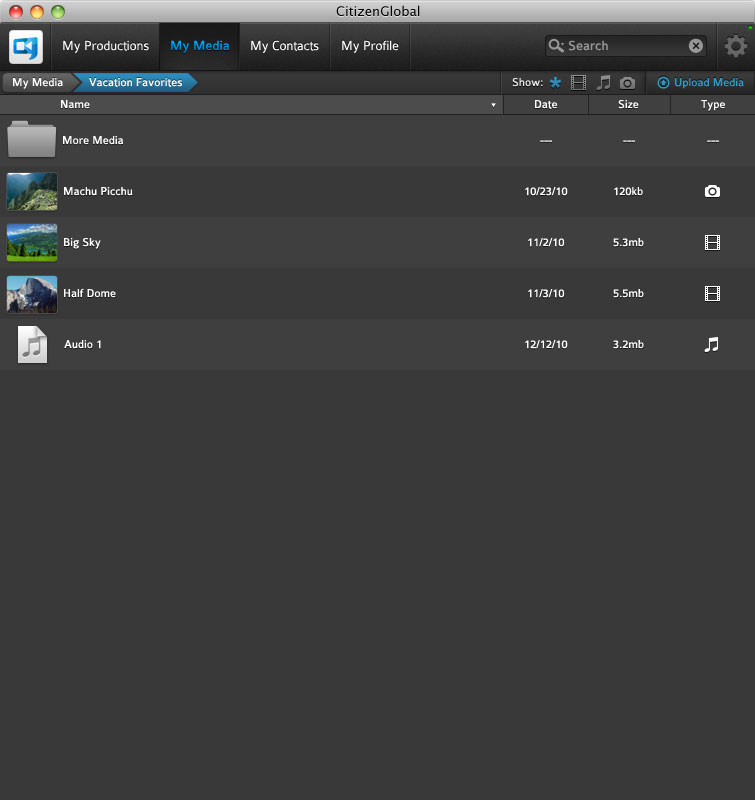 CitizenGlobal
My Productions My Media My Contacts My Profile Search
My Media Vacation Favorites Show: Upload Media
Name Date Size Type
More Media --- --- ---
Machu Picchu 10/23/10 120kb
Big Sky 11/2/10 5.3mb
Half Dome 11/3/10 5.5mb
Audio 1 12/12/10 3.2mb